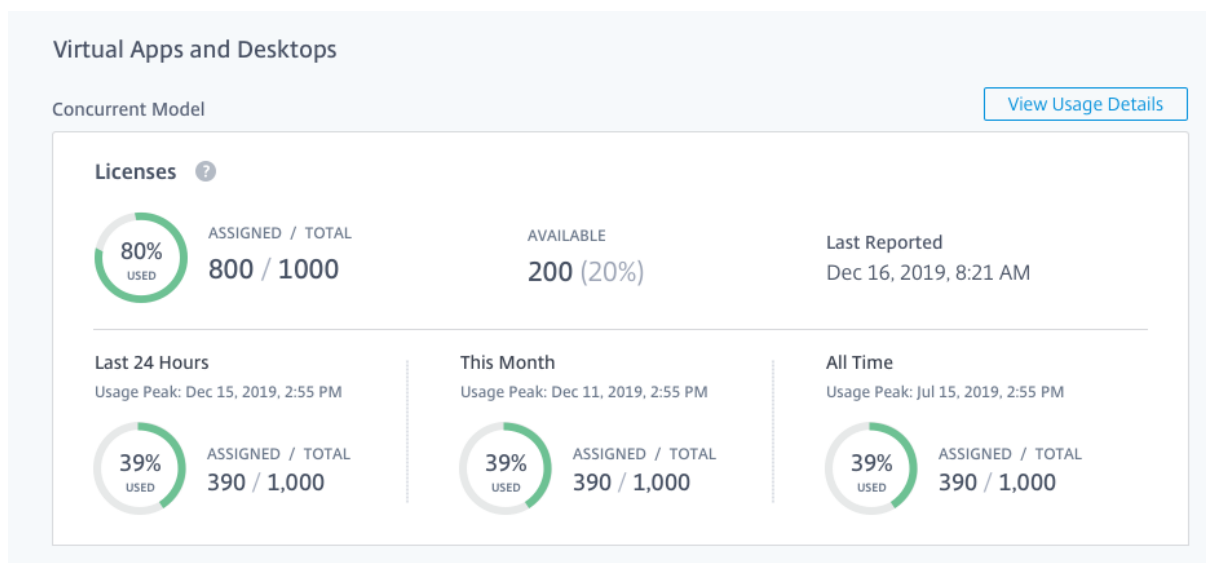 Virtual Apps and Desktops
Concurrent Model
View Usage Details
Licenses ?
80%
USED
ASSIGNED / TOTAL
800 / 1000
AVAILABLE
200 (20%)
Last Reported
Dec 16, 2019, 8:21 AM
Last 24 Hours
Usage Peak: Dec 15, 2019, 2:55 PM
39%
USED
ASSIGNED / TOTAL
390 / 1,000
This Month
Usage Peak: Dec 11, 2019, 2:55 PM
39%
USED
ASSIGNED / TOTAL
390 / 1,000
All Time
Usage Peak: Jul 15, 2019, 2:55 PM
39%
USED
ASSIGNED / TOTAL
390 / 1,000